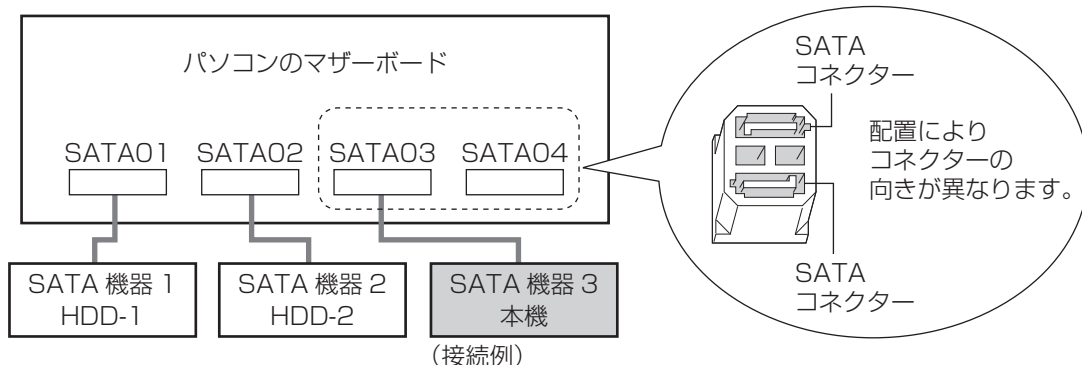 パソコンのマザーボード
SATA01
SATA02
SATA03
SATA04
SATA 機器 1
HDD-1
SATA 機器 2
HDD-2
SATA 機器 3
本機
(接続例)
SATA
コネクター
配置により
コネクターの
向きが異なります。
SATA
コネクター